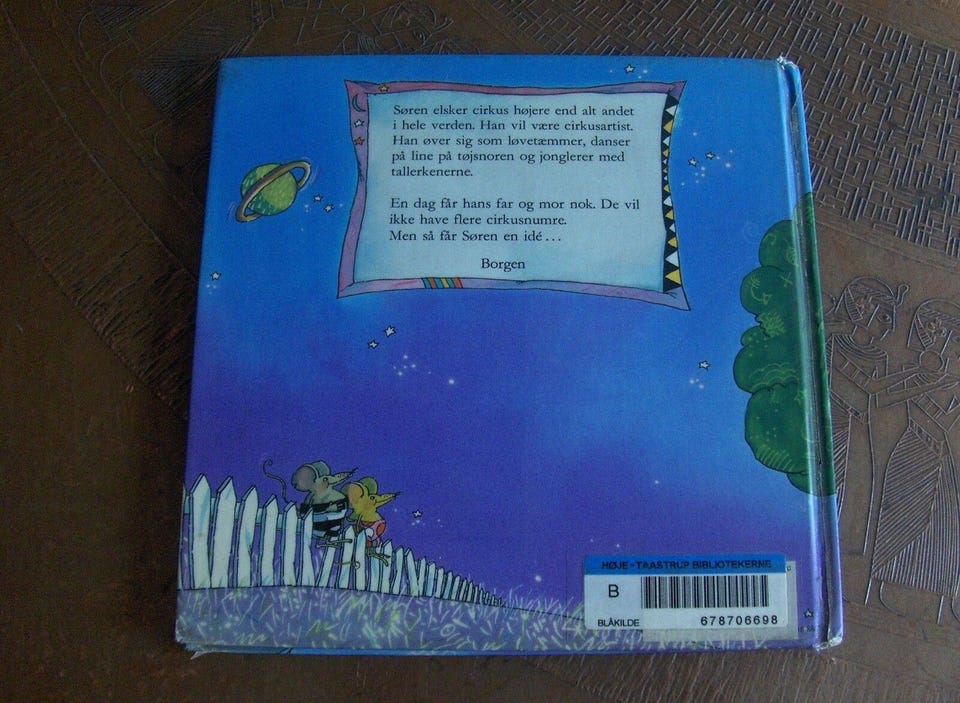 Søren elsker cirkus højere end alt andet
i hele verden. Han vil være cirkusartist.
Han øver sig som løvetæmmer, danser
på line på tøjsnoren og jonglerer med
tallerkenerne.
En dag får hans far og mor nok. De vil
ikke have flere cirkusnumre.
Men så får Søren en idé...
Borgen
HØJE-TAASTRUP BIBLIOTEKERNE
B
BLÅKILDE 678706698